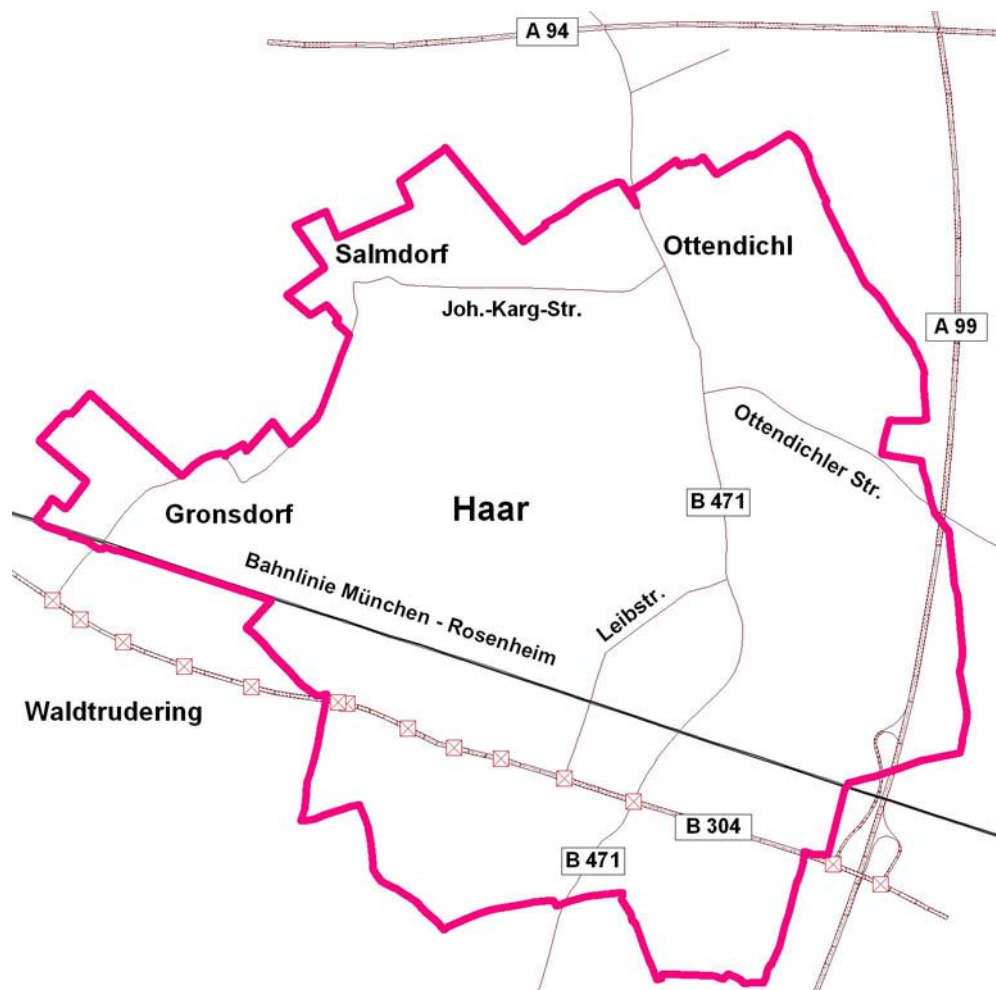 A 94
Salmdorf
Ottendichl
Joh.-Karg-Str.
A 99
Ottendichler Str.
B 471
Haar
Gronsdorf
Bahnlinie München - Rosenheim
Leibstr.
Waldtrudering
B 304
B 471